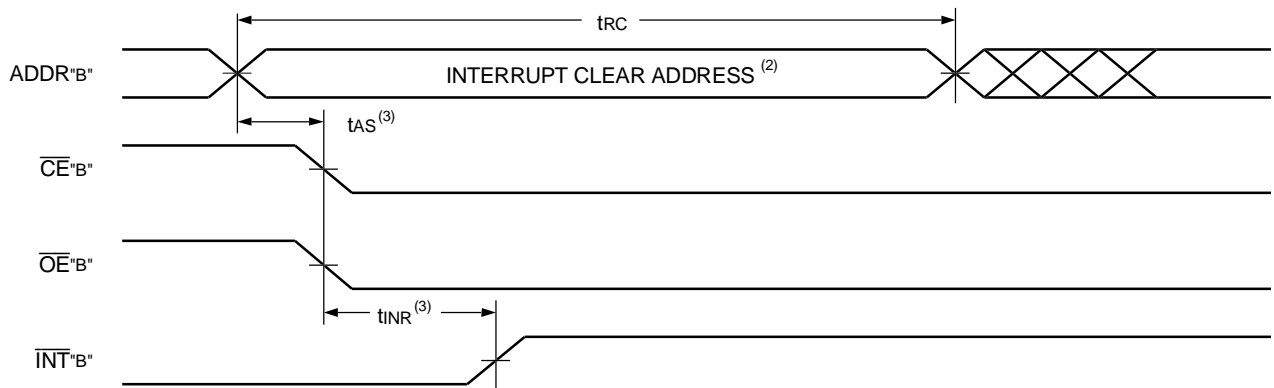 tRC
ADDR"B"
INTERRUPT CLEAR ADDRESS (2)
tAS(3)
CE"B"
OE"B"
tINR(3)
INT"B"